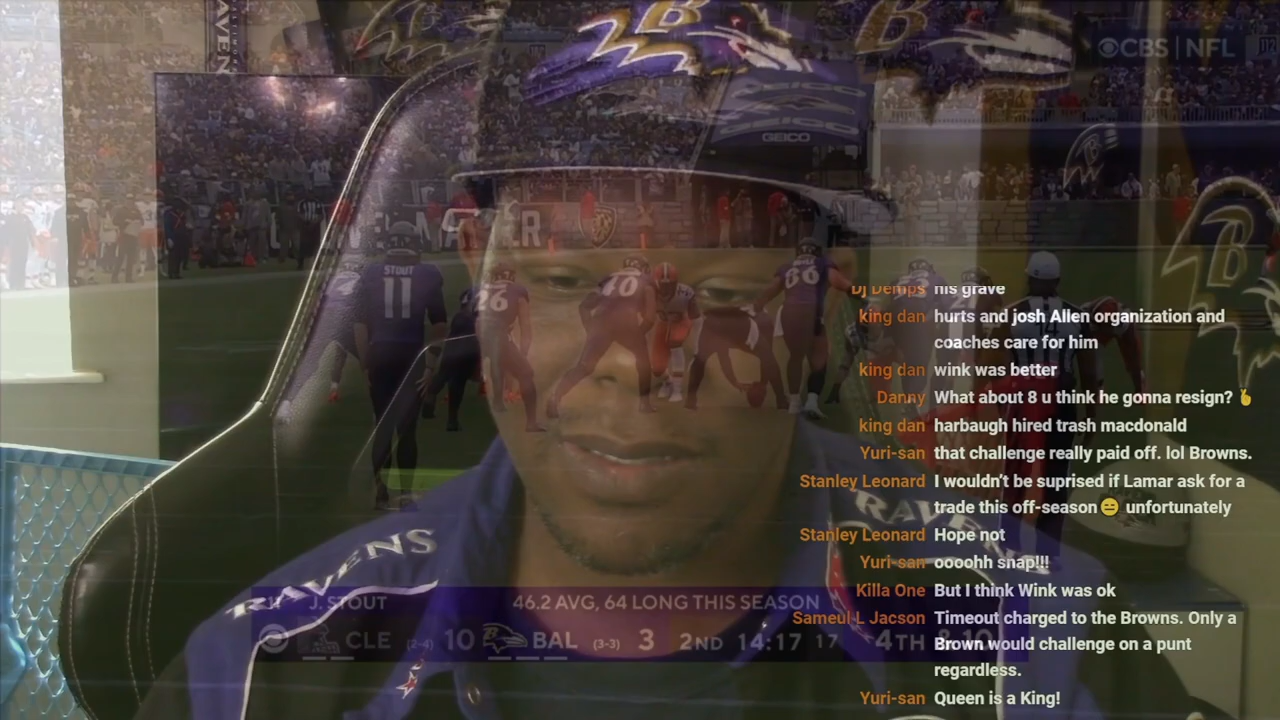 CBS | NFL
GEICO
STOUT
11
26
40
86
Dj Demps his grave
king dan hurts and josh Allen organization and
coaches care for him
king dan wink was better
Danny What about 8 u think he gonna resign? 🫰
king dan harbaugh hired trash macdonald
Yuri-san that challenge really paid off. lol Browns.
Stanley Leonard I wouldn't be suprised if Lamar ask for a
trade this off-season 😑 unfortunately
Stanley Leonard Hope not
Yuri-san oooohh snap!!!
Killa One But I think Wink was ok
Sameul L Jacson Timeout charged to the Browns. Only a
Brown would challenge on a punt
regardless.
Yuri-san Queen is a King!
RAVENS
RAVENS
J. STOUT 46.2 AVG, 64 LONG THIS SEASON
CLE (2-4) 10 BAL (3-3) 3 2ND 14:17 17 4TH & 10